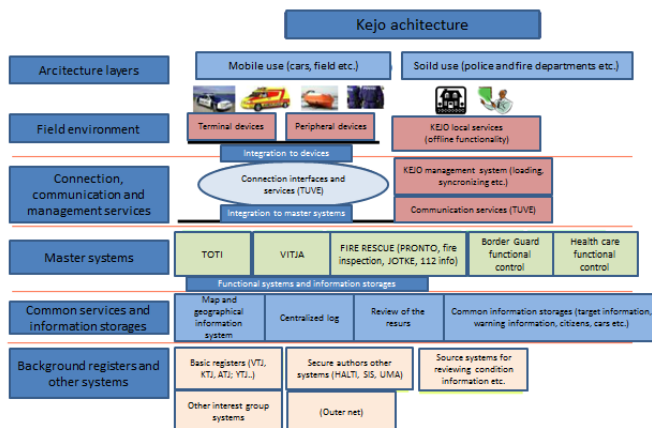 Kejo achitecture
Arcitecture layers
Mobile use (cars, field etc.)
Soild use (police and fire departments etc.)
Field environment
Terminal devices
Peripheral devices
KEJO local services
(offline functionality)
Integration to devices
Connection,
communication and
management services
Connection interfaces and
services (TUVE)
KEJO management system (loading,
syncronizing etc.)
Integration to master systems
Communication services (TUVE)
Master systems
TOTI
VITJA
FIRE RESCUE (PRONTO, fire
inspection, JOTKE, 112 info)
Border Guard
functional
control
Health care
functional
control
Functional systems and information storages
Common services and
information storages
Map and
geographical
information
system
Centralized log
Review of the
resurs
Common information storages (target information,
warning information, citizens, cars etc.)
Background registers and
other systems
Basic registers (VTJ,
KTJ, ATJ; YTJ..)
Secure authors other
systems (HALTI, SIS, UMA)
Source systems for
reviewing condition
information etc.
Other interest group
systems
(Outer net)